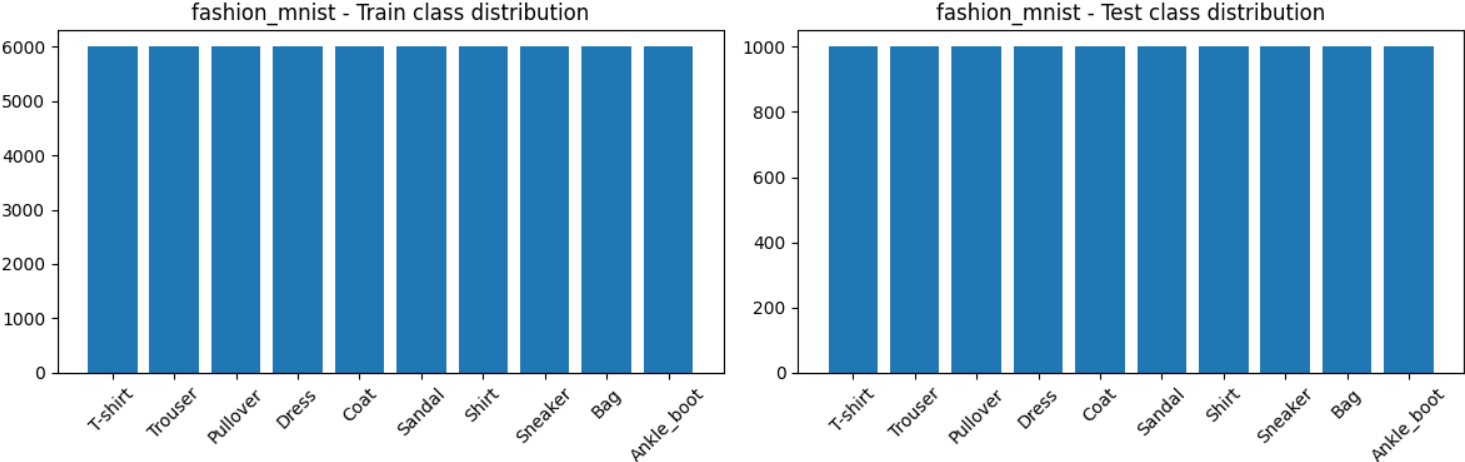 fashion_mnist - Train class distribution
6000
5000
4000
3000
2000
1000
0
T-shirt
Trouser
Pullover
Dress
Coat
Sandal
Shirt
Sneaker
Bag
Ankle_boot
fashion_mnist - Test class distribution
1000
800
600
400
200
0
T-shirt
Trouser
Pullover
Dress
Coat
Sandal
Shirt
Sneaker
Bag
Ankle_boot